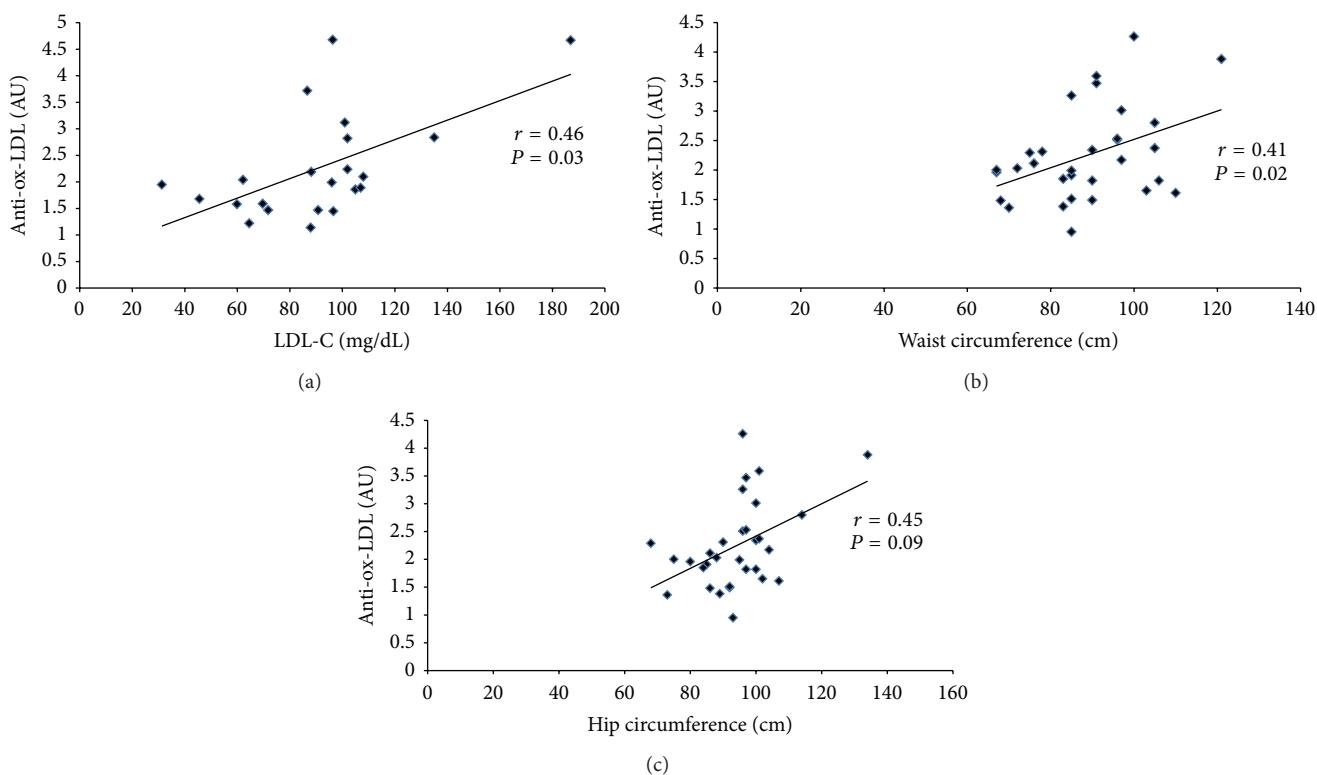 5
4.5
4
3.5
3
2.5
2
1.5
1
0.5
0
Anti-ox-LDL (AU)
r = 0.46
P = 0.03
0 20 40 60 80 100 120 140 160 180 200
LDL-C (mg/dL)
(a)
4.5
4
3.5
3
2.5
2
1.5
1
0.5
0
Anti-ox-LDL (AU)
r = 0.41
P = 0.02
0 20 40 60 80 100 120 140
Waist circumference (cm)
(b)
4.5
4
3.5
3
2.5
2
1.5
1
0.5
0
Anti-ox-LDL (AU)
r = 0.45
P = 0.09
0 20 40 60 80 100 120 140 160
Hip circumference (cm)
(c)